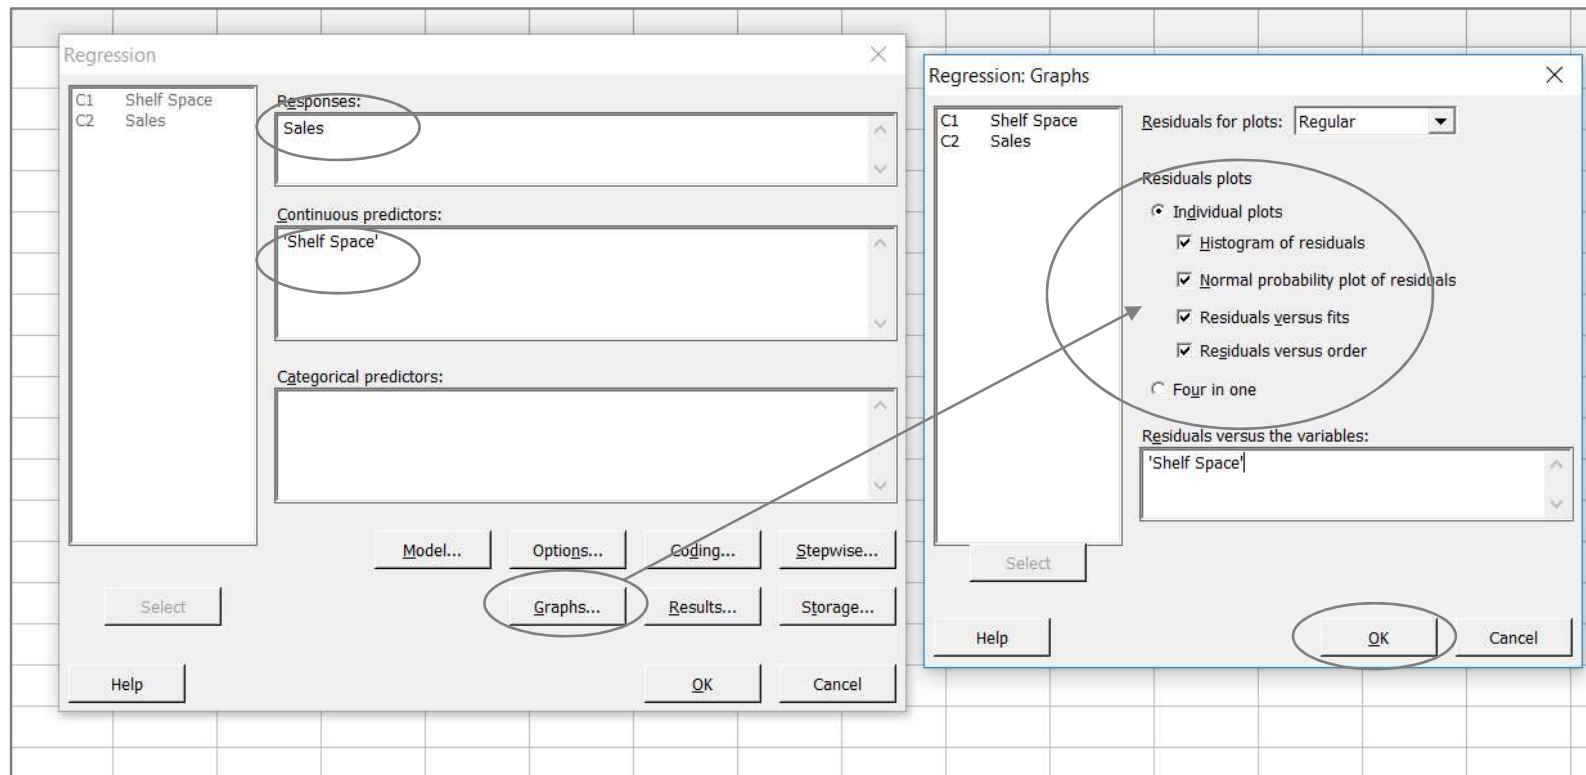 Regression
C1 Shelf Space
C2 Sales
Responses:
Sales
Continuous predictors:
'Shelf Space'
Categorical predictors:
Model... Options... Coding... Stepwise...
Select Graphs... Results... Storage...
Help OK Cancel
Regression: Graphs
C1 Shelf Space
C2 Sales
Residuals for plots: Regular
Residuals plots
Individual plots
Histogram of residuals
Normal probability plot of residuals
Residuals versus fits
Residuals versus order
Four in one
Residuals versus the variables:
'Shelf Space'
Select
Help OK Cancel